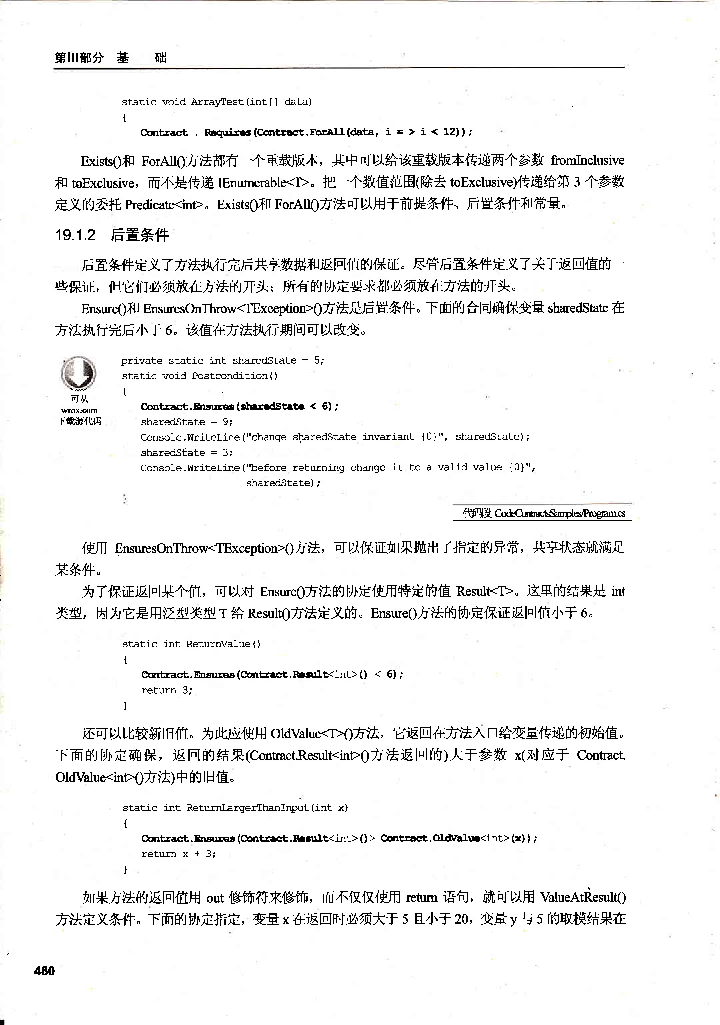 第III部分 基 础
static void ArrayTest(int[] data)
{
Contract . Requires(Contract.ForAll(data, i = > i < 12));
Exists()和 ForAll()方法都有一个重载版本，其中可以给该重载版本传递两个参数 fromInclusive
和 toExclusive，而不是传递 IEnumerable<T>。把一个数值范围(除去 toExclusive)传递给第 3 个参数
定义的委托 Predicate<int>。Exists()和 ForAll()方法可以用于前提条件、后置条件和常量。
19.1.2 后置条件
后置条件定义了方法执行完后共享数据和返回值的保证。尽管后置条件定义了关于返回值的一
些保证，但它们必须放在方法的开头；所有的协定要求都必须放在方法的开头。
Ensure()和 EnsuresOnThrow<TException>()方法是后置条件。下面的合同确保变量 sharedState 在
方法执行完后小于 6。该值在方法执行期间可以改变。
private static int sharedState = 5;
static void Postcondition()
{
Contract.Ensures(sharedState < 6);
sharedState = 9;
Console.WriteLine("change sharedState invariant {0}", sharedState);
sharedState = 3;
Console.WriteLine("before returning change it to a valid value {0}",
sharedState);
}
可从
wrox.com
下载源代码
代码段 CodeContractsSamples/Program.cs
使用 EnsuresOnThrow<TException>()方法，可以保证如果抛出了指定的异常，共享状态就满足
某条件。
为了保证返回某个值，可以对 Ensure()方法的协定使用特定的值 Result<T>。这里的结果是 int
类型，因为它是用泛型类型 T 给 Result()方法定义的。Ensure()方法的协定保证返回值小于 6。
static int ReturnValue()
{
Contract.Ensures(Contract.Result<int>() < 6);
return 3;
}
还可以比较新旧值。为此应使用 OldValue<T>()方法，它返回在方法入口给变量传递的初始值。
下面的协定确保，返回的结果(Contract.Result<int>()方法返回的)大于参数 x(对应于 Contract.
OldValue<int>()方法)中的旧值。
static int ReturnLargerThanInput(int x)
{
Contract.Ensures(Contract.Result<int>()> Contract.OldValue<int>(x));
return x + 3;
}
如果方法的返回值用 out 修饰符来修饰，而不仅仅使用 return 语句，就可以用 ValueAtResult()
方法定义条件。下面的协定指定，变量 x 在返回时必须大于 5 且小于 20，变量 y 与 5 的取模结果在
480